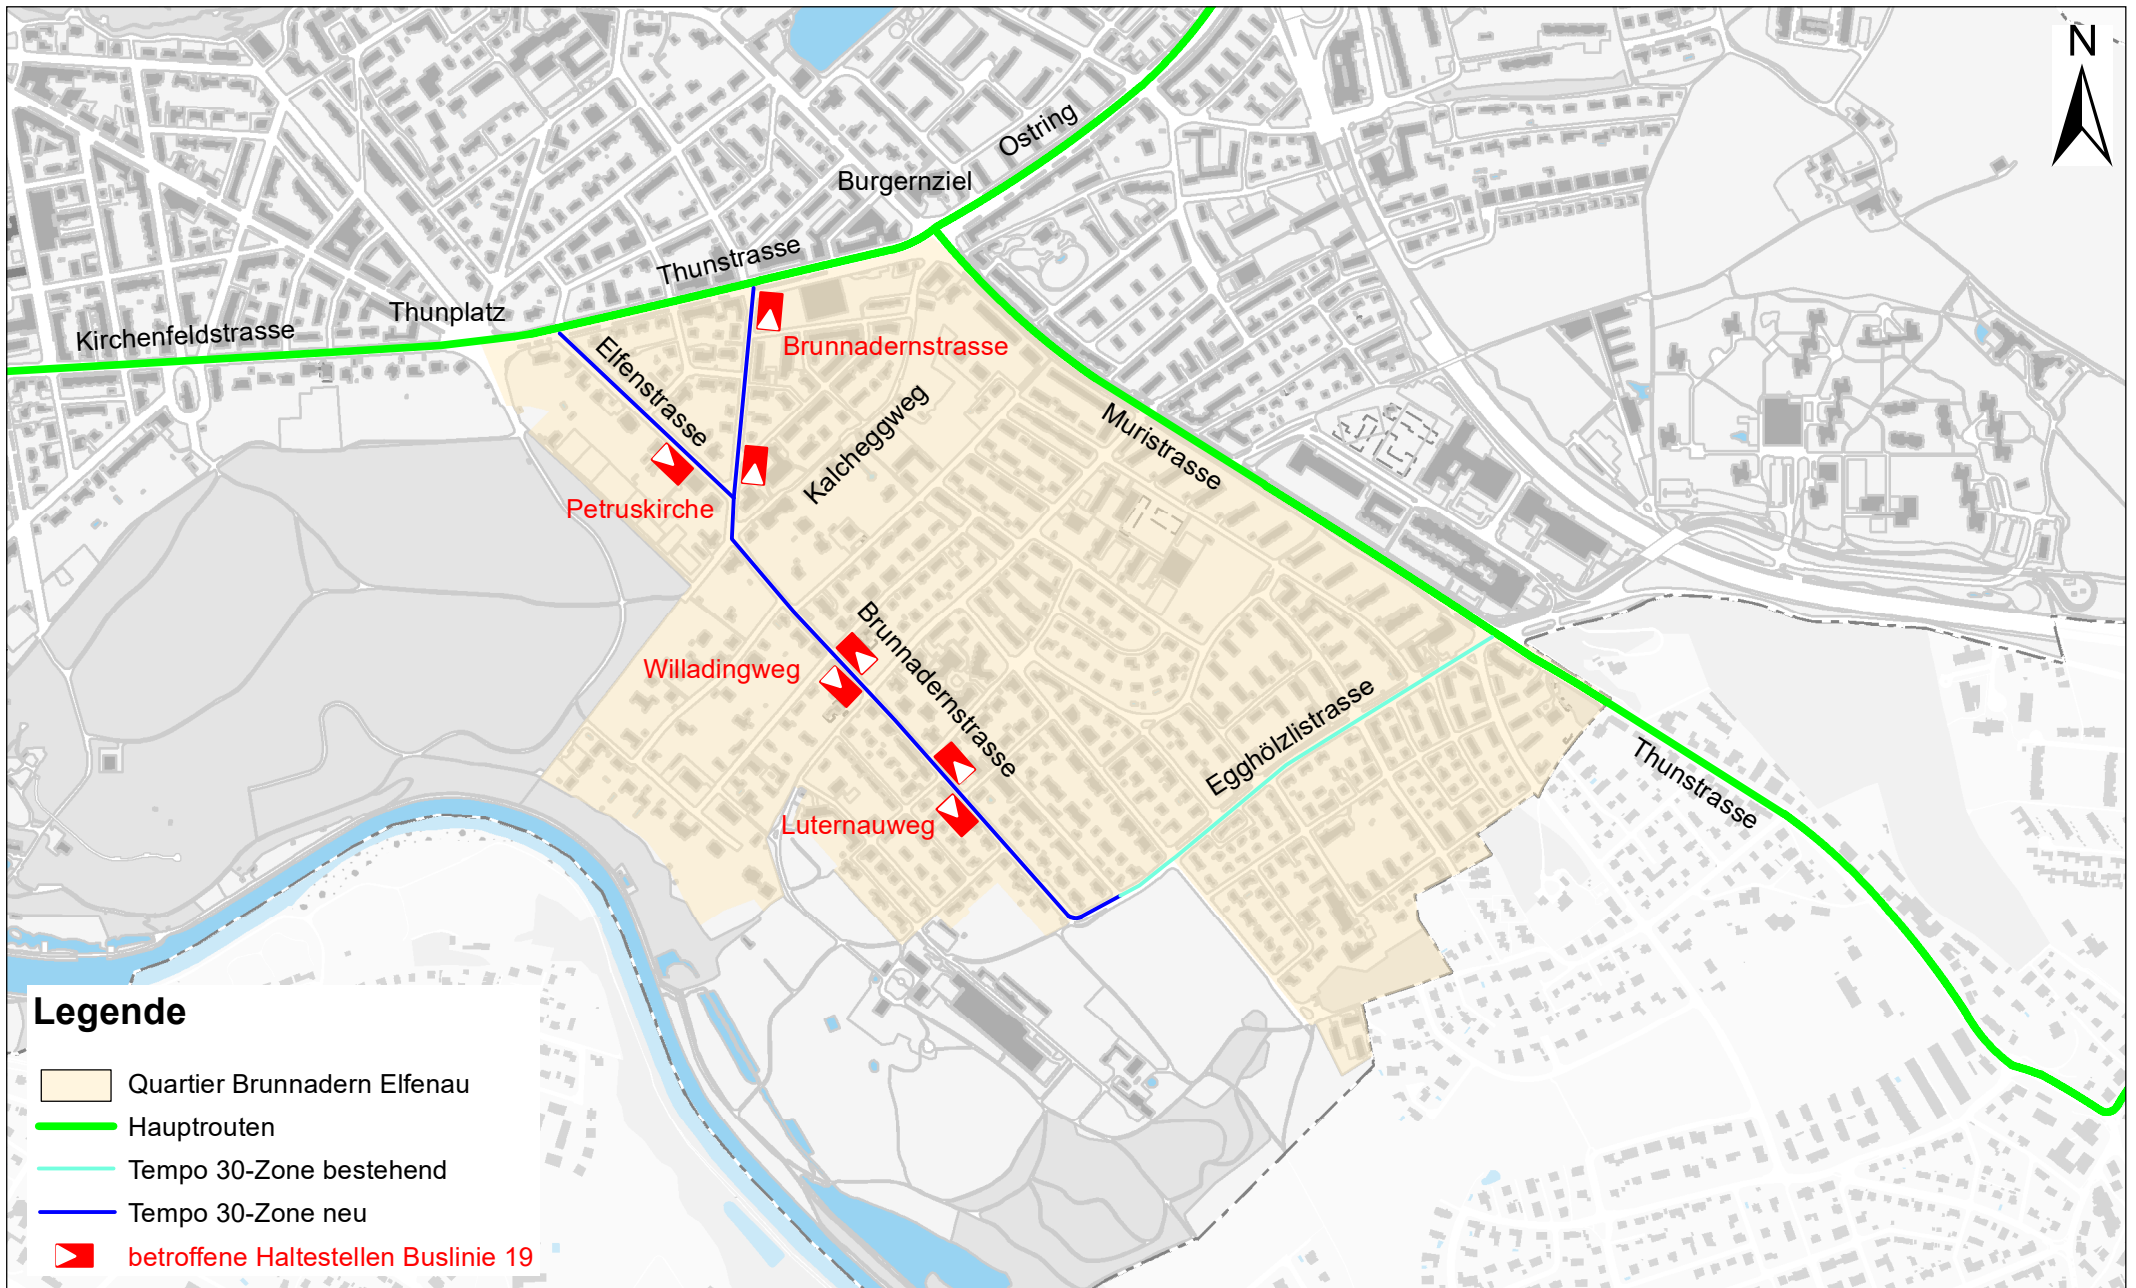 N
Ostring
Burgernziel
Thunstrasse
Thunplatz
Kirchenfeldstrasse
Brunnadernstrasse
Elfenstrasse
Kalcheggweg
Muristrasse
Petruskirche
Brunnadernstrasse
Willadingweg
Egghölzlistrasse
Thunstrasse
Luternauweg
Legende
Quartier Brunnadern Elfenau
Hauptrouten
Tempo 30-Zone bestehend
Tempo 30-Zone neu
betroffene Haltestellen Buslinie 19